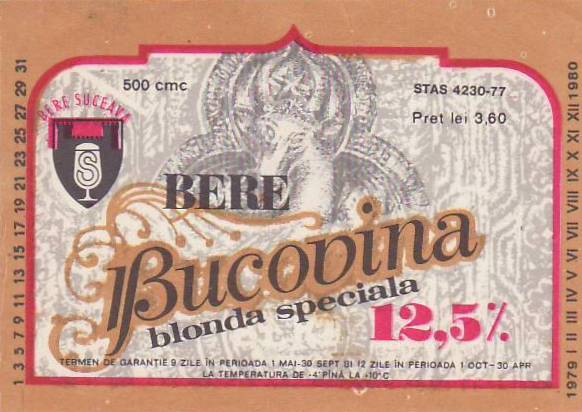 500 cmc
STAS 4230-77
Pret lei 3,60
BERE SUCEAVA
S
BERE
Bucovina
blonda speciala
12,5%
TERMEN DE GARANTIE 9 ZILE ÎN PERIOADA 1 MAI-30 SEPT 81 12 ZILE ÎN PERIOADA 1 OCT-30 APR
LA TEMPERATURA DE -4° PÎNĂ LA +10°C
1 3 5 7 9 11 13 15 17 19 21 23 25 27 29 31
1979 I II III IV V VI VII VIII IX X XI XII 1980